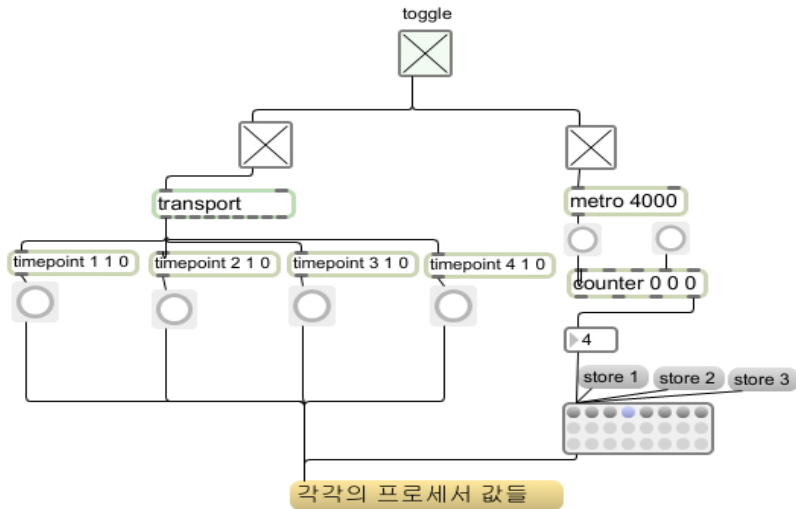 toggle
transport
metro 4000
timepoint 1 1 0
timepoint 2 1 0
timepoint 3 1 0
timepoint 4 1 0
counter 0 0 0
4
store 1
store 2
store 3
각각의 프로세서 값들